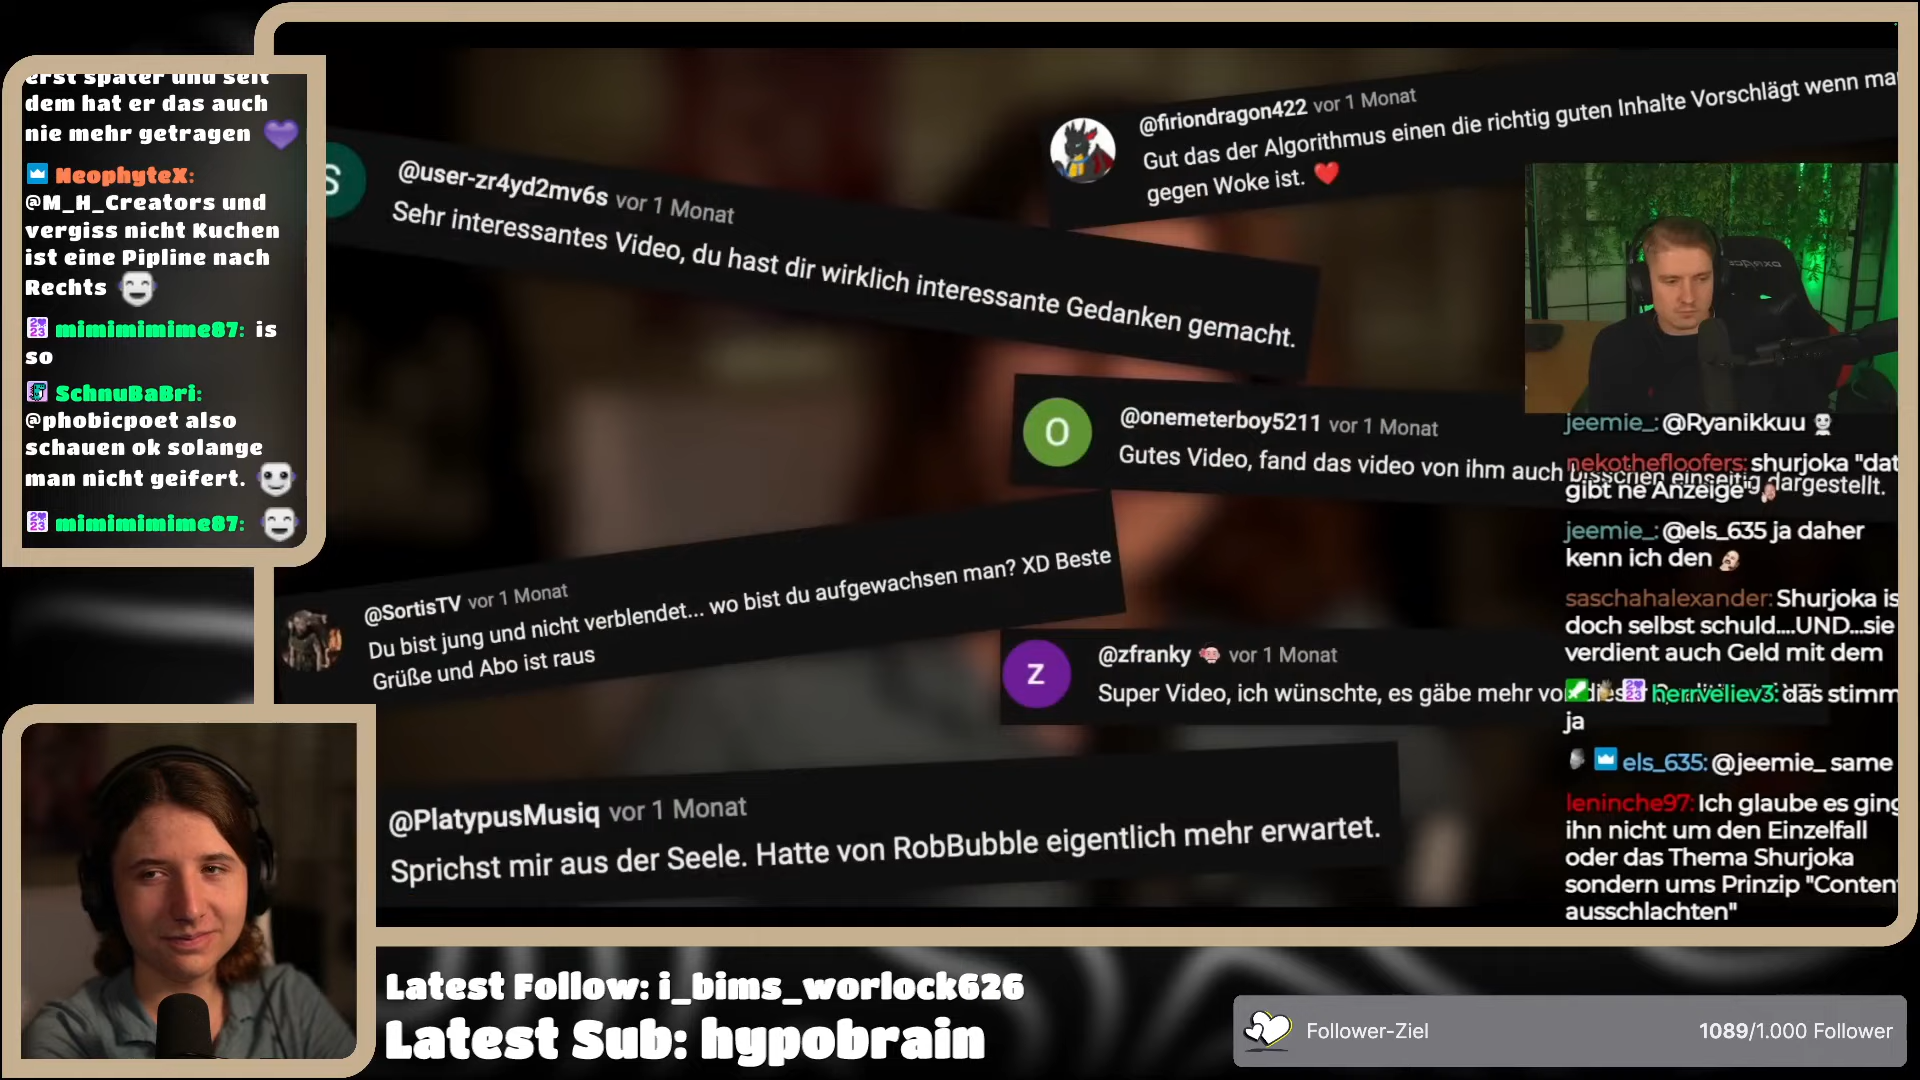 erst später und seit
dem hat er das auch
nie mehr getragen
NeophyteX:
@M_H_Creators und
vergiss nicht Kuchen
ist eine Pipline nach
Rechts
mimimimime87: is
so
SchnuBaBri:
@phobicpoet also
schauen ok solange
man nicht geifert.
mimimimime87:
S
@user-zr4yd2mv6s vor 1 Monat
Sehr interessantes Video, du hast dir wirklich interessante Gedanken gemacht.
@firiondragon422 vor 1 Monat
Gut das der Algorithmus einen die richtig guten Inhalte Vorschlägt wenn ma
gegen Woke ist. ❤️
O
@onemeterboy5211 vor 1 Monat
Gutes Video, fand das video von ihm auch bisschen einseitig dargestellt.
@SortisTV vor 1 Monat
Du bist jung und nicht verblendet... wo bist du aufgewachsen man? XD Beste
Grüße und Abo ist raus
Z
@zfranky vor 1 Monat
Super Video, ich wünschte, es gäbe mehr
@PlatypusMusiq vor 1 Monat
Sprichst mir aus der Seele. Hatte von RobBubble eigentlich mehr erwartet.
jeemie_: @Ryanikkuu
nekothefloofers: shurjoka "dat
gibt ne Anzeige"
jeemie_: @els_635 ja daher
kenn ich den
saschahalexander: Shurjoka is
doch selbst schuld....UND...sie
verdient auch Geld mit dem
herrveliev3: das stimm
ja
els_635: @jeemie_ same
leninche97: Ich glaube es ging
ihn nicht um den Einzelfall
oder das Thema Shurjoka
sondern ums Prinzip "Conten
ausschlachten"
Latest Follow: i_bims_worlock626
Latest Sub: hypobrain
Follower-Ziel 1089/1.000 Follower